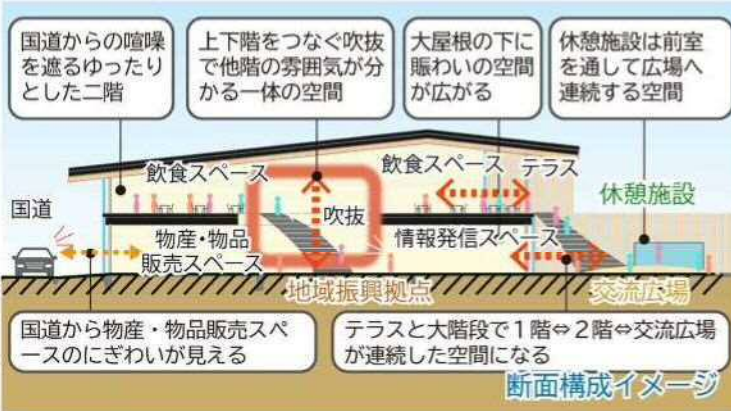 国道からの喧噪
を遮るゆったり
とした二階
上下階をつなぐ吹抜
で他階の雰囲気が分
かる一体の空間
大屋根の下に
賑わいの空間
が広がる
休憩施設は前室
を通して広場へ
連続する空間
飲食スペース
飲食スペース
テラス
休憩施設
国道
吹抜
物産・物品
販売スペース
情報発信スペース
地域振興拠点
交流広場
国道から物産・物品販売スペ
ースのにぎわいが見える
テラスと大階段で1階⇔2階⇔交流広場
が連続した空間になる
断面構成イメージ